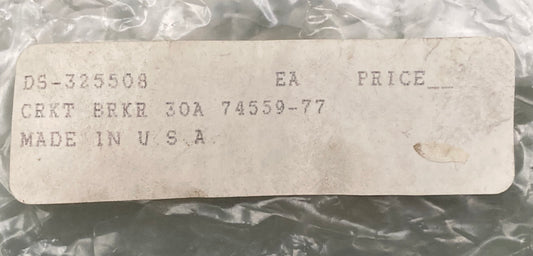 DS-325508 EA PRICE__
CRKT BRKR 30A 74559-77
MADE IN U S A